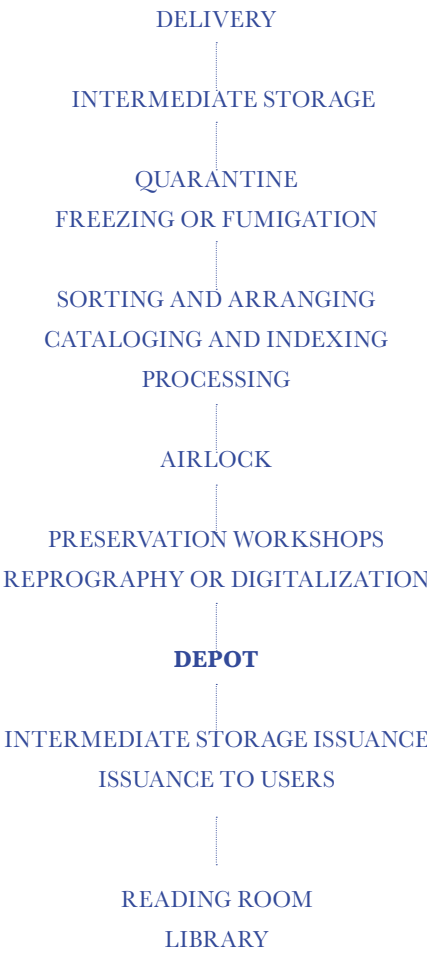 DELIVERY
INTERMEDIATE STORAGE
QUARANTINE
FREEZING OR FUMIGATION
SORTING AND ARRANGING
CATALOGING AND INDEXING
PROCESSING
AIRLOCK
PRESERVATION WORKSHOPS
REPROGRAPHY OR DIGITALIZATION
DEPOT
INTERMEDIATE STORAGE ISSUANCE
ISSUANCE TO USERS
READING ROOM
LIBRARY